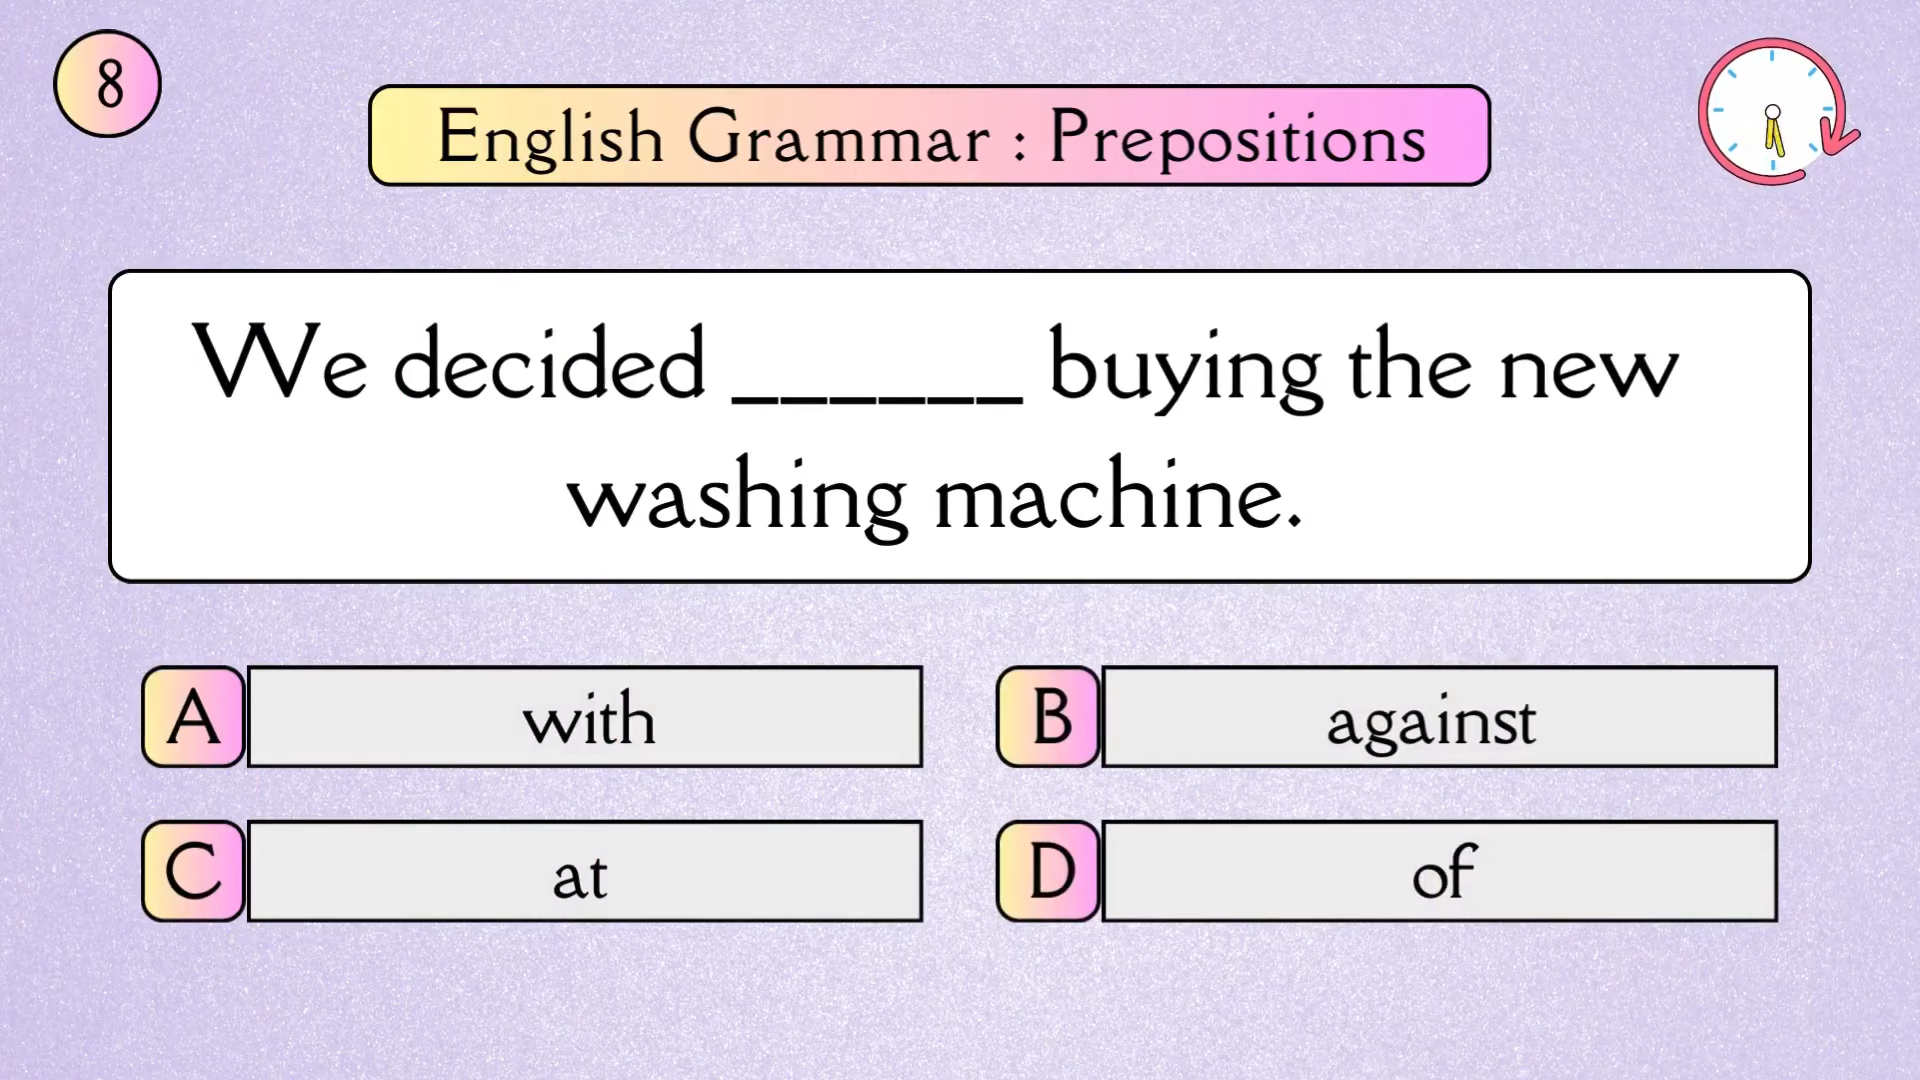 8
English Grammar : Prepositions
We decided ______ buying the new
washing machine.
A with
B against
C at
D of